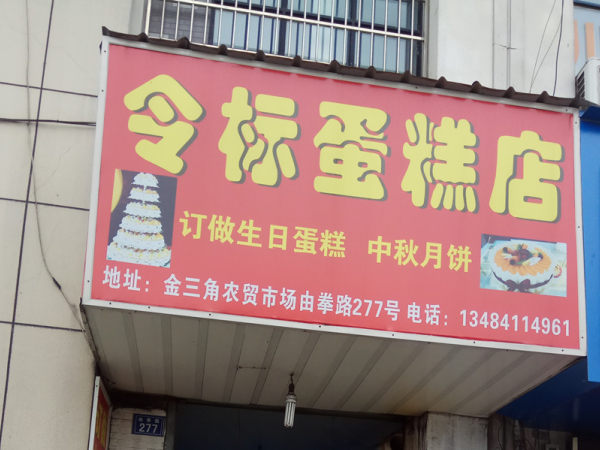 令标蛋糕店
订做生日蛋糕 中秋月饼
地址：金三角农贸市场由拳路277号 电话：13484114961
277